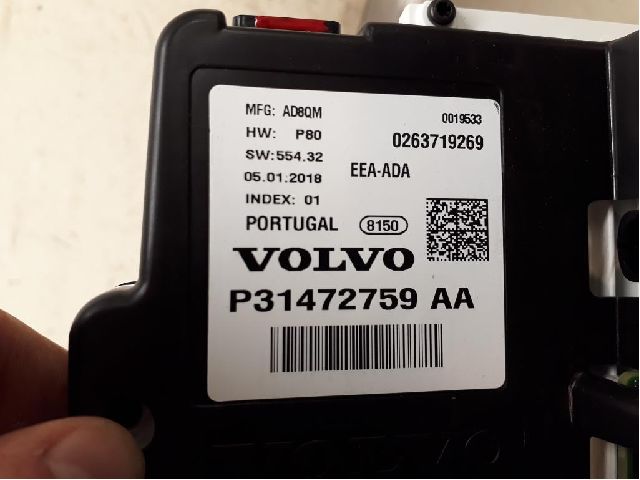 MFG: AD8QM
0019533
HW: P80
0263719269
SW:554.32
EEA-ADA
05.01.2018
INDEX: 01
PORTUGAL 8150
VOLVO
P31472759 AA
VOLVO